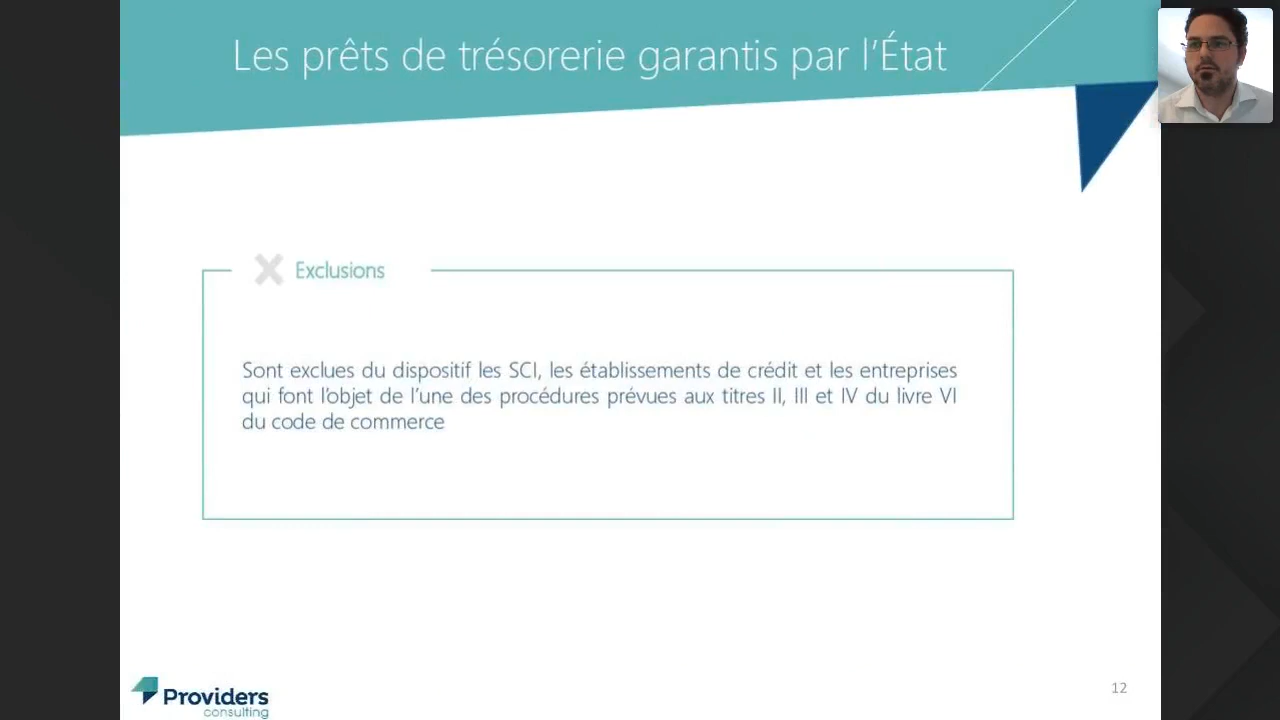 Les prêts de trésorerie garantis par l’État
Exclusions
Sont exclues du dispositif les SCI, les établissements de crédit et les entreprises
qui font l’objet de l’une des procédures prévues aux titres II, III et IV du livre VI
du code de commerce
12
Providers
consulting